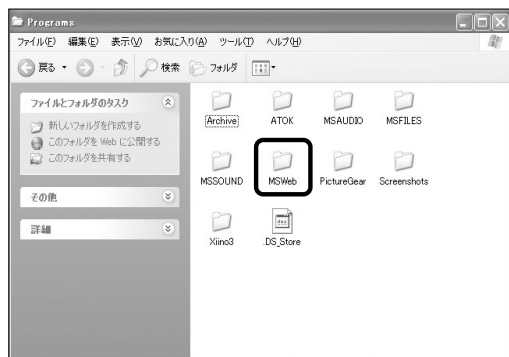 Programs
ファイル(F) 編集(E) 表示(V) お気に入り(A) ツール(T) ヘルプ(H)
戻る 検索 フォルダ
ファイルとフォルダのタスク
新しいフォルダを作成する
このフォルダを Web に公開する
このフォルダを共有する
その他
詳細
Archive ATOK MSAUDIO MSFILES
MSSOUND MSWeb PictureGear Screenshots
Xiino3 .DS_Store